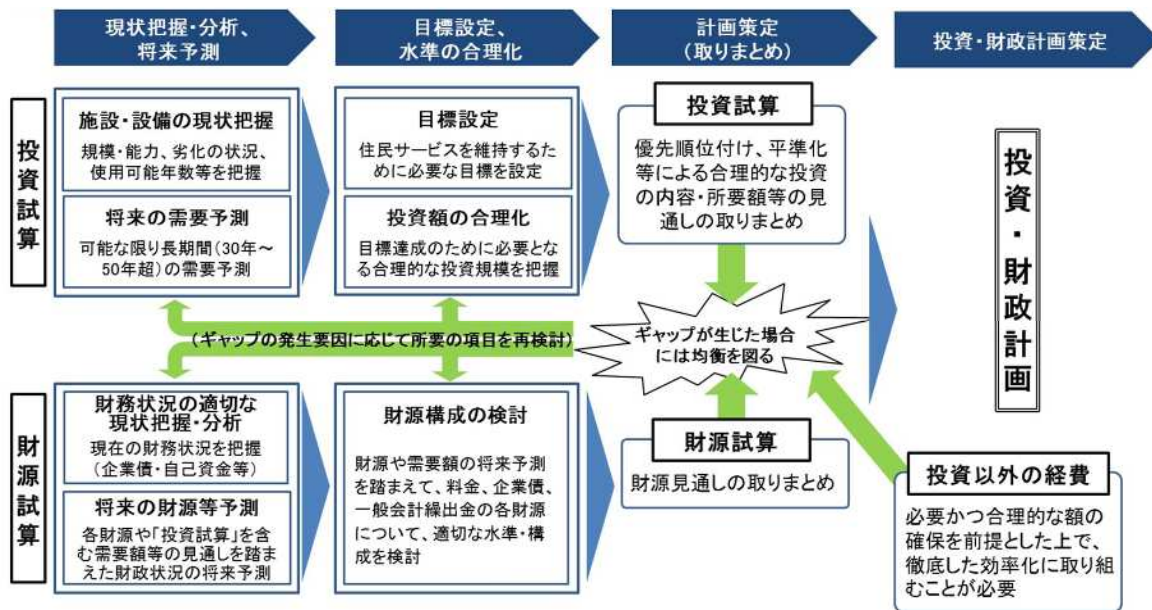 現状把握・分析、
将来予測
目標設定、
水準の合理化
計画策定
（取りまとめ）
投資・財政計画策定
投資試算
施設・設備の現状把握
規模・能力、劣化の状況、
使用可能年数等を把握
将来の需要予測
可能な限り長期間（30年～
50年超）の需要予測
目標設定
住民サービスを維持するた
めに必要な目標を設定
投資額の合理化
目標達成のために必要とな
る合理的な投資規模を把握
投資試算
優先順位付け、平準化
等による合理的な投資
の内容・所要額等の見
通しの取りまとめ
投資・財政計画
（ギャップの発生要因に応じて所要の項目を再検討）
ギャップが生じた場合
には均衡を図る
財源試算
財務状況の適切な
現状把握・分析
現在の財務状況を把握
（企業債・自己資金等）
将来の財源等予測
各財源や「投資試算」を含
む需要額等の見通しを踏ま
えた財政状況の将来予測
財源構成の検討
財源や需要額の将来予測
を踏まえて、料金、企業債、
一般会計繰出金の各財源
について、適切な水準・構
成を検討
財源試算
財源見通しの取りまとめ
投資以外の経費
必要かつ合理的な額の
確保を前提とした上で、
徹底した効率化に取り組
むことが必要